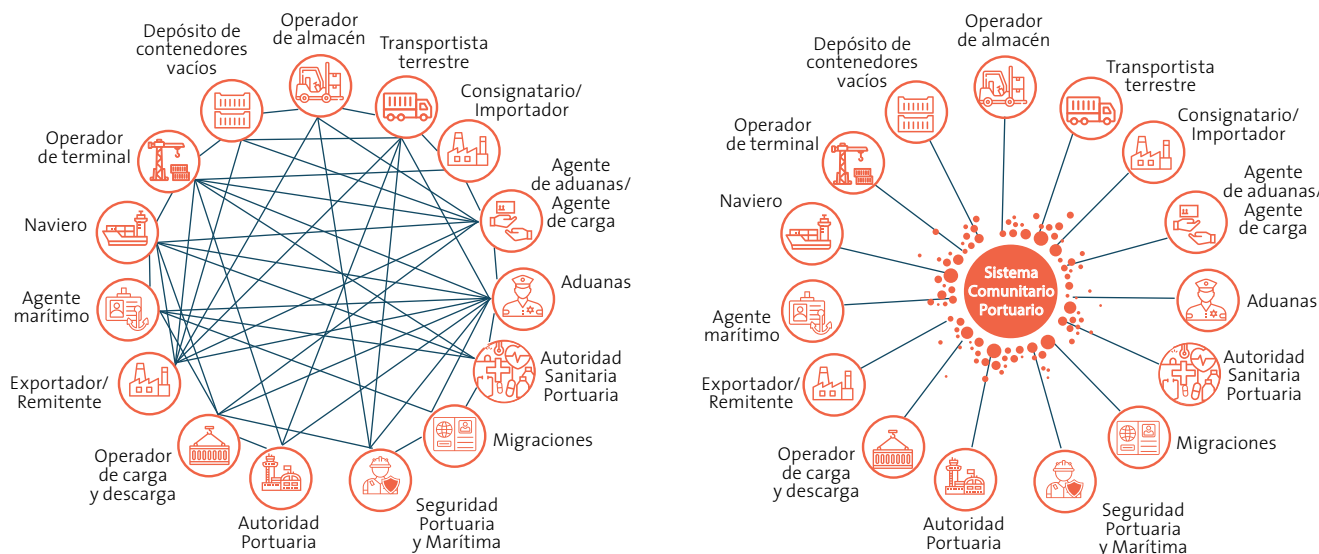 Operador
de almacén
Depósito de
contenedores
vacíos
Transportista
terrestre
Consignatario/
Importador
Operador
de terminal
Agente
de aduanas/
Agente
de carga
Naviero
Aduanas
Agente
marítimo
Autoridad
Sanitaria
Portuaria
Exportador/
Remitente
Migraciones
Operador
de carga
y descarga
Seguridad
Portuaria
y Marítima
Autoridad
Portuaria
Operador
de almacén
Depósito de
contenedores
vacíos
Transportista
terrestre
Consignatario/
Importador
Operador
de terminal
Agente
de aduanas/
Agente
de carga
Naviero
Sistema
Comunitario
Portuario
Aduanas
Agente
marítimo
Autoridad
Sanitaria
Portuaria
Exportador/
Remitente
Migraciones
Operador
de carga
y descarga
Seguridad
Portuaria
y Marítima
Autoridad
Portuaria